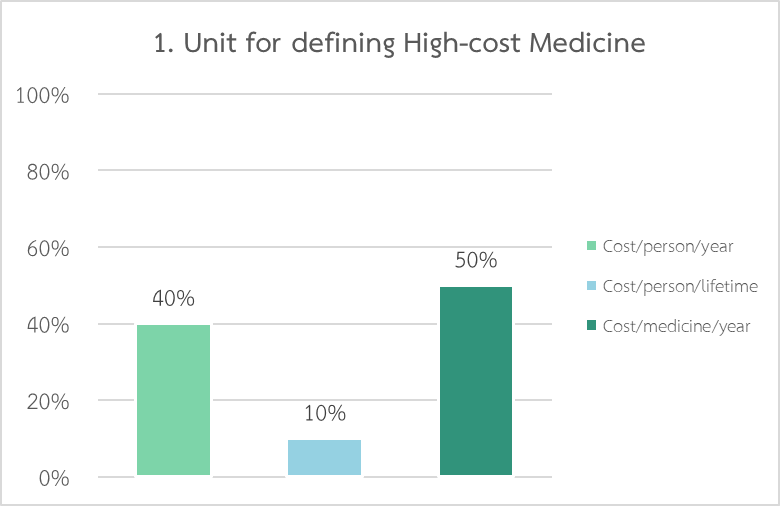 1. Unit for defining High-cost Medicine
100%
80%
60%
40%
20%
0%
40%
10%
50%
Cost/person/year
Cost/person/lifetime
Cost/medicine/year